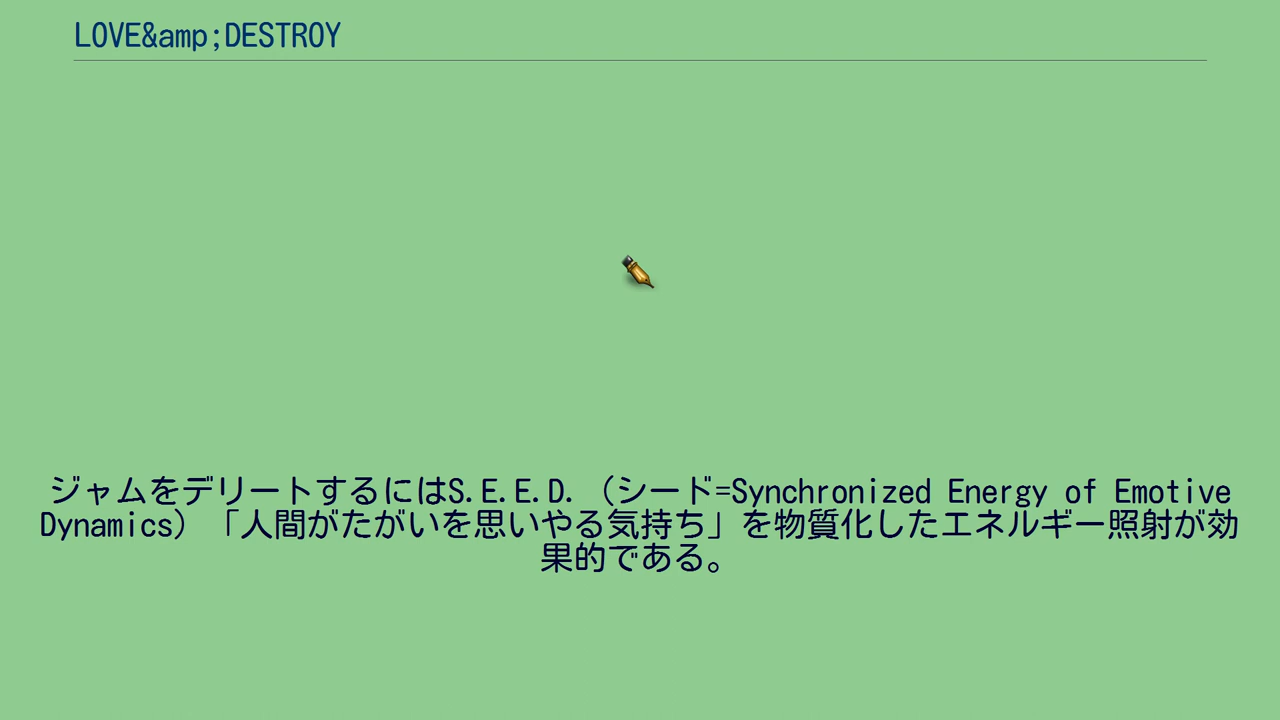 LOVE&amp;DESTROY
ジャムをデリートするにはS.E.E.D.（シード=Synchronized Energy of Emotive
Dynamics）「人間がたがいを思いやる気持ち」を物質化したエネルギー照射が効
果的である。